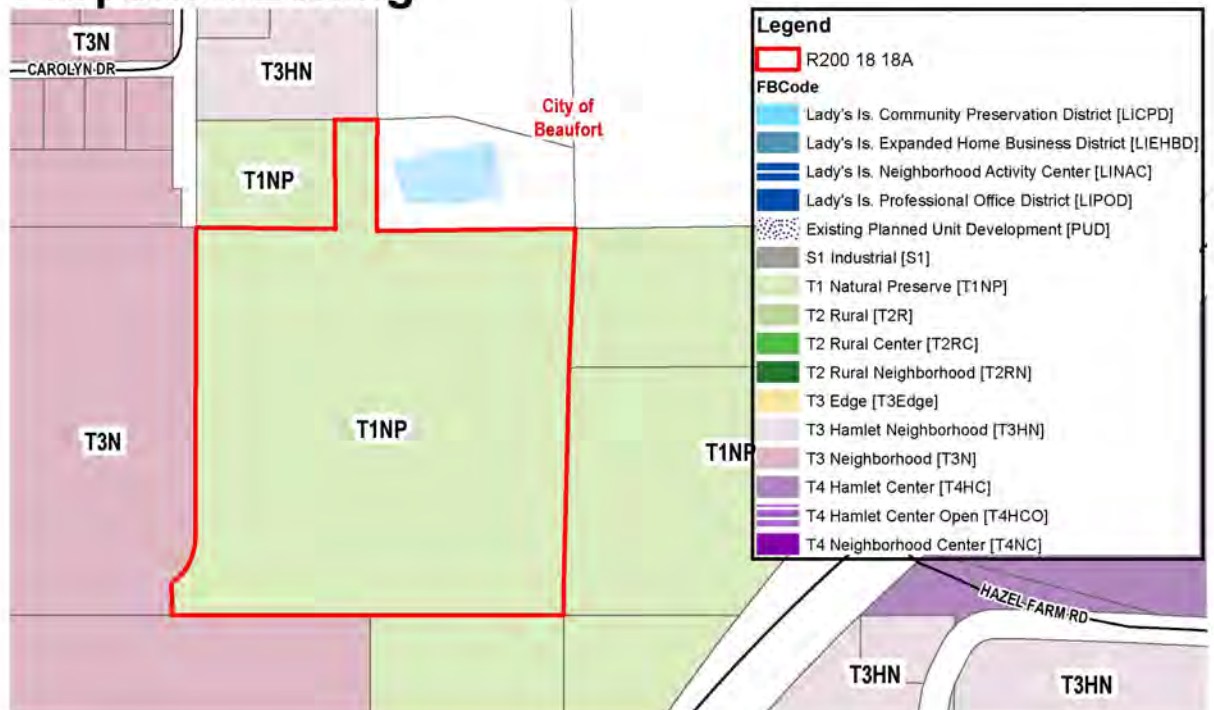 T3N
CAROLYN DR
T3HN
City of
Beaufort
T1NP
T3N
T1NP
T1NP
HAZEL FARM RD
T3HN
T3HN
Legend
R200 18 18A
FBCode
Lady's Is. Community Preservation District [LICPD]
Lady's Is. Expanded Home Business District [LIEHBD]
Lady's Is. Neighborhood Activity Center [LINAC]
Lady's Is. Professional Office District [LIPOD]
Existing Planned Unit Development [PUD]
S1 Industrial [S1]
T1 Natural Preserve [T1NP]
T2 Rural [T2R]
T2 Rural Center [T2RC]
T2 Rural Neighborhood [T2RN]
T3 Edge [T3Edge]
T3 Hamlet Neighborhood [T3HN]
T3 Neighborhood [T3N]
T4 Hamlet Center [T4HC]
T4 Hamlet Center Open [T4HCO]
T4 Neighborhood Center [T4NC]